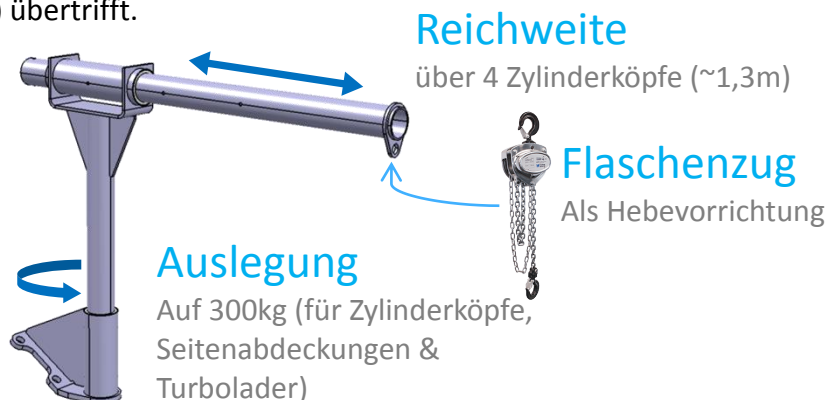 übertrifft.
Reichweite
über 4 Zylinderköpfe (~1,3m)
Flaschenzug
Als Hebevorrichtung
Auslegung
Auf 300kg (für Zylinderköpfe,
Seitenabdeckungen &
Turbolader)